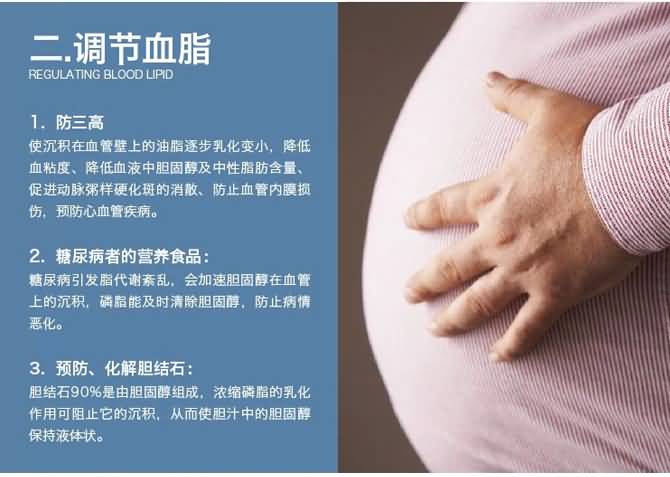 二.调节血脂
REGULATING BLOOD LIPID
1. 防三高
使沉积在血管壁上的油脂逐步乳化变小，降低
血粘度、降低血液中胆固醇及中性脂肪含量、
促进动脉粥样硬化斑的消散、防止血管内膜损
伤，预防心血管疾病。
2. 糖尿病者的营养食品：
糖尿病引发脂代谢紊乱，会加速胆固醇在血管
上的沉积，磷脂能及时清除胆固醇，防止病情
恶化。
3. 预防、化解胆结石：
胆结石90%是由胆固醇组成，浓缩磷脂的乳化
作用可阻止它的沉积，从而使胆汁中的胆固醇
保持液体状。